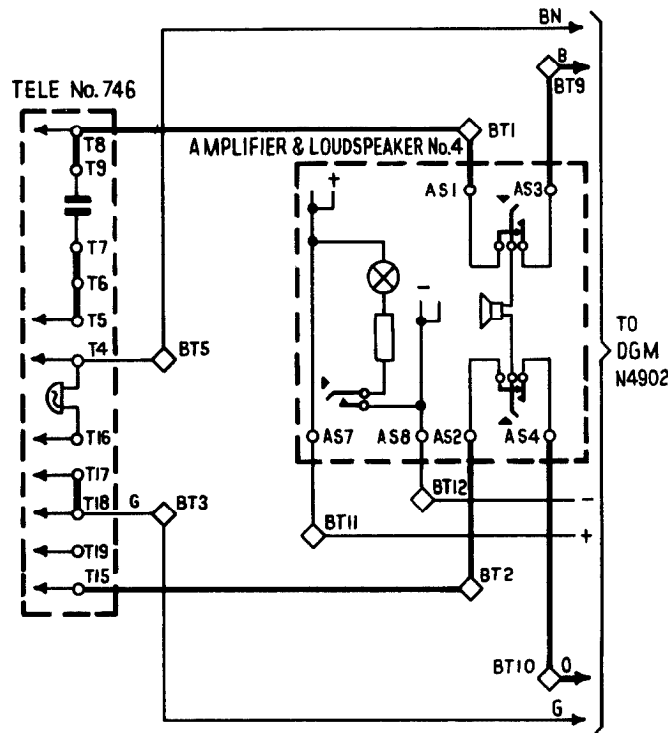 BN
B
BT9
TELE No. 746
T8
BT1
AMPLIFIER & LOUDSPEAKER No.4
T9
+
AS1
AS3
T7
T6
-
T5
TO
DGM
N4902
T4
BT5
T16
AS7
AS8
AS2
AS4
T17
BT12
-
T18
G
BT3
BT11
+
T19
T15
BT2
BT10
O
G